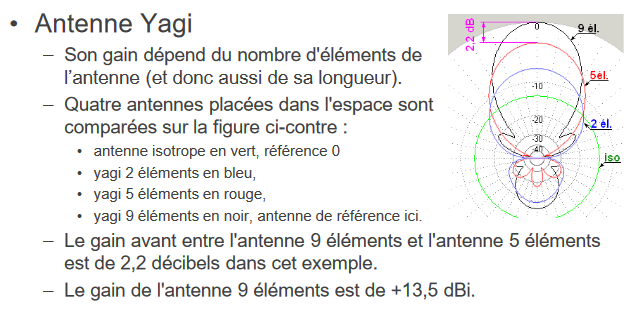 • Antenne Yagi
– Son gain dépend du nombre d'éléments de
l'antenne (et donc aussi de sa longueur).
– Quatre antennes placées dans l'espace sont
comparées sur la figure ci-contre :
• antenne isotrope en vert, référence 0
• yagi 2 éléments en bleu,
• yagi 5 éléments en rouge,
• yagi 9 éléments en noir, antenne de référence ici.
– Le gain avant entre l'antenne 9 éléments et l'antenne 5 éléments
est de 2,2 décibels dans cet exemple.
– Le gain de l'antenne 9 éléments est de +13,5 dBi.
2,2 dB
0
9 él.
5él.
-10
2 él.
-20
-30
-40
iso